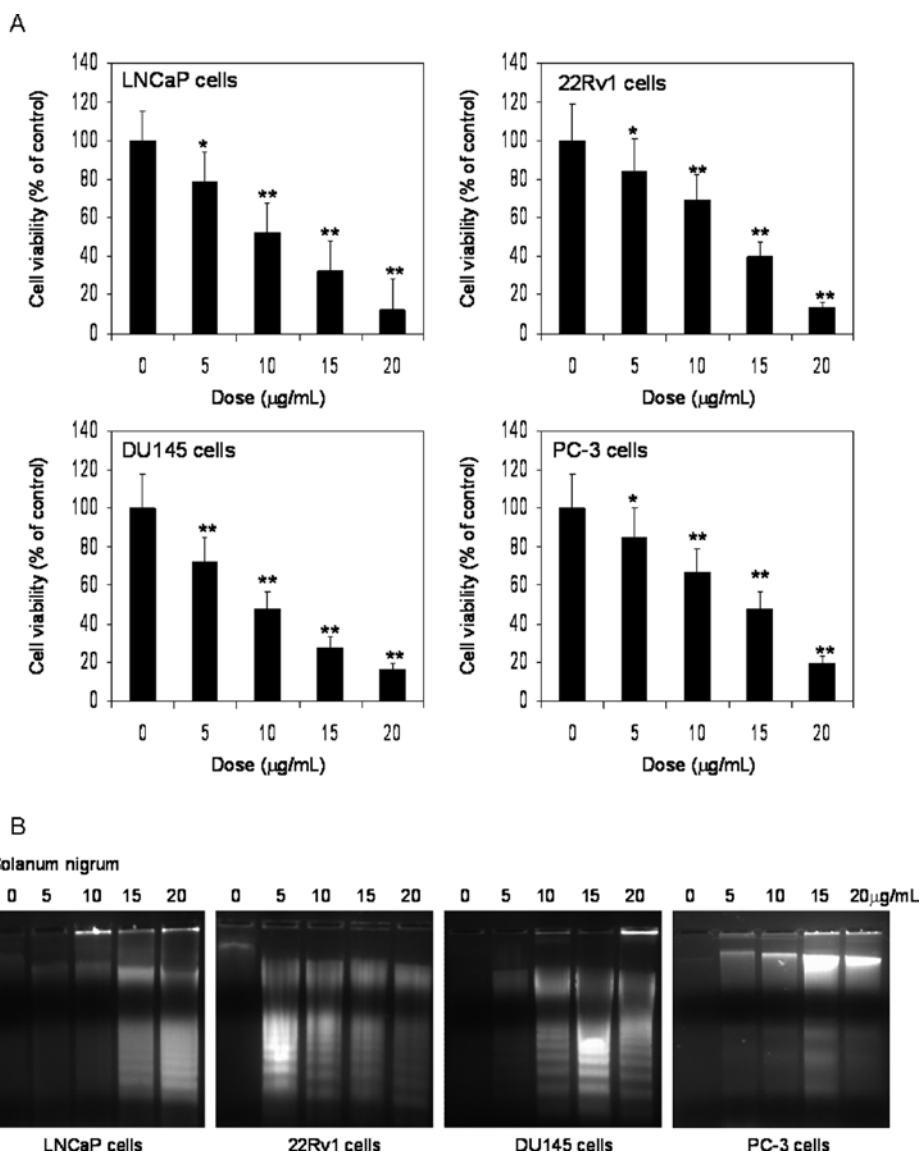 A
LNCaP cells
Cell viability (% of control)
140
120
100
80
60
40
20
0
*
**
**
**
0 5 10 15 20
Dose (µg/mL)
22Rv1 cells
Cell viability (% of control)
140
120
100
80
60
40
20
0
*
**
**
**
0 5 10 15 20
Dose (µg/mL)
DU145 cells
Cell viability (% of control)
140
120
100
80
60
40
20
0
**
**
**
**
0 5 10 15 20
Dose (µg/mL)
PC-3 cells
Cell viability (% of control)
140
120
100
80
60
40
20
0
*
**
**
**
0 5 10 15 20
Dose (µg/mL)
B
olanum nigrum
0 5 10 15 20 0 5 10 15 20 0 5 10 15 20 0 5 10 15 20µg/mL
LNCaP cells 22Rv1 cells DU145 cells PC-3 cells